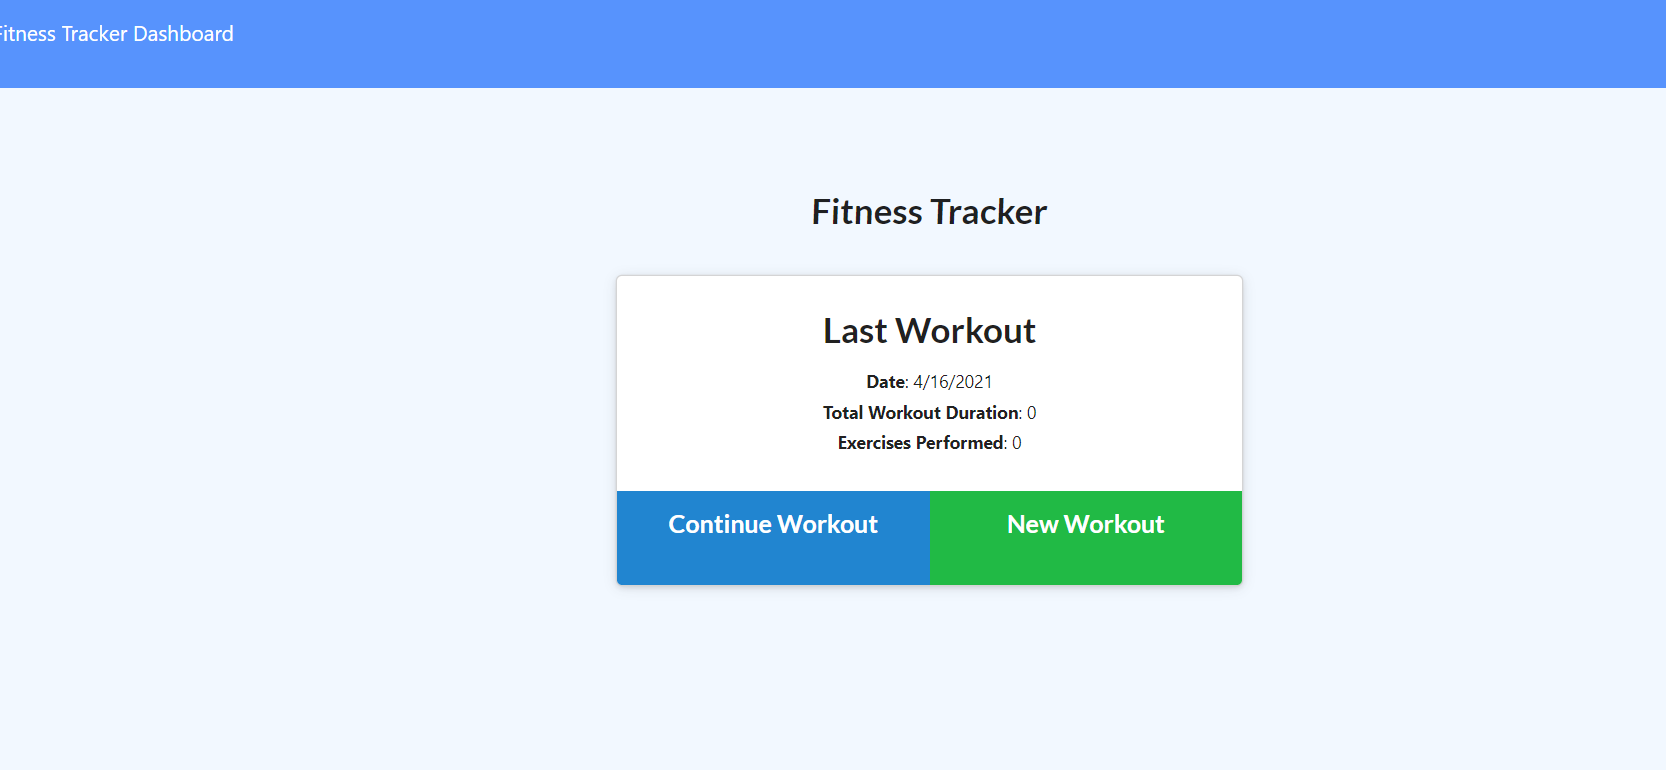 Fitness Tracker Dashboard
Fitness Tracker
Last Workout
Date: 4/16/2021
Total Workout Duration: 0
Exercises Performed: 0
Continue Workout
New Workout